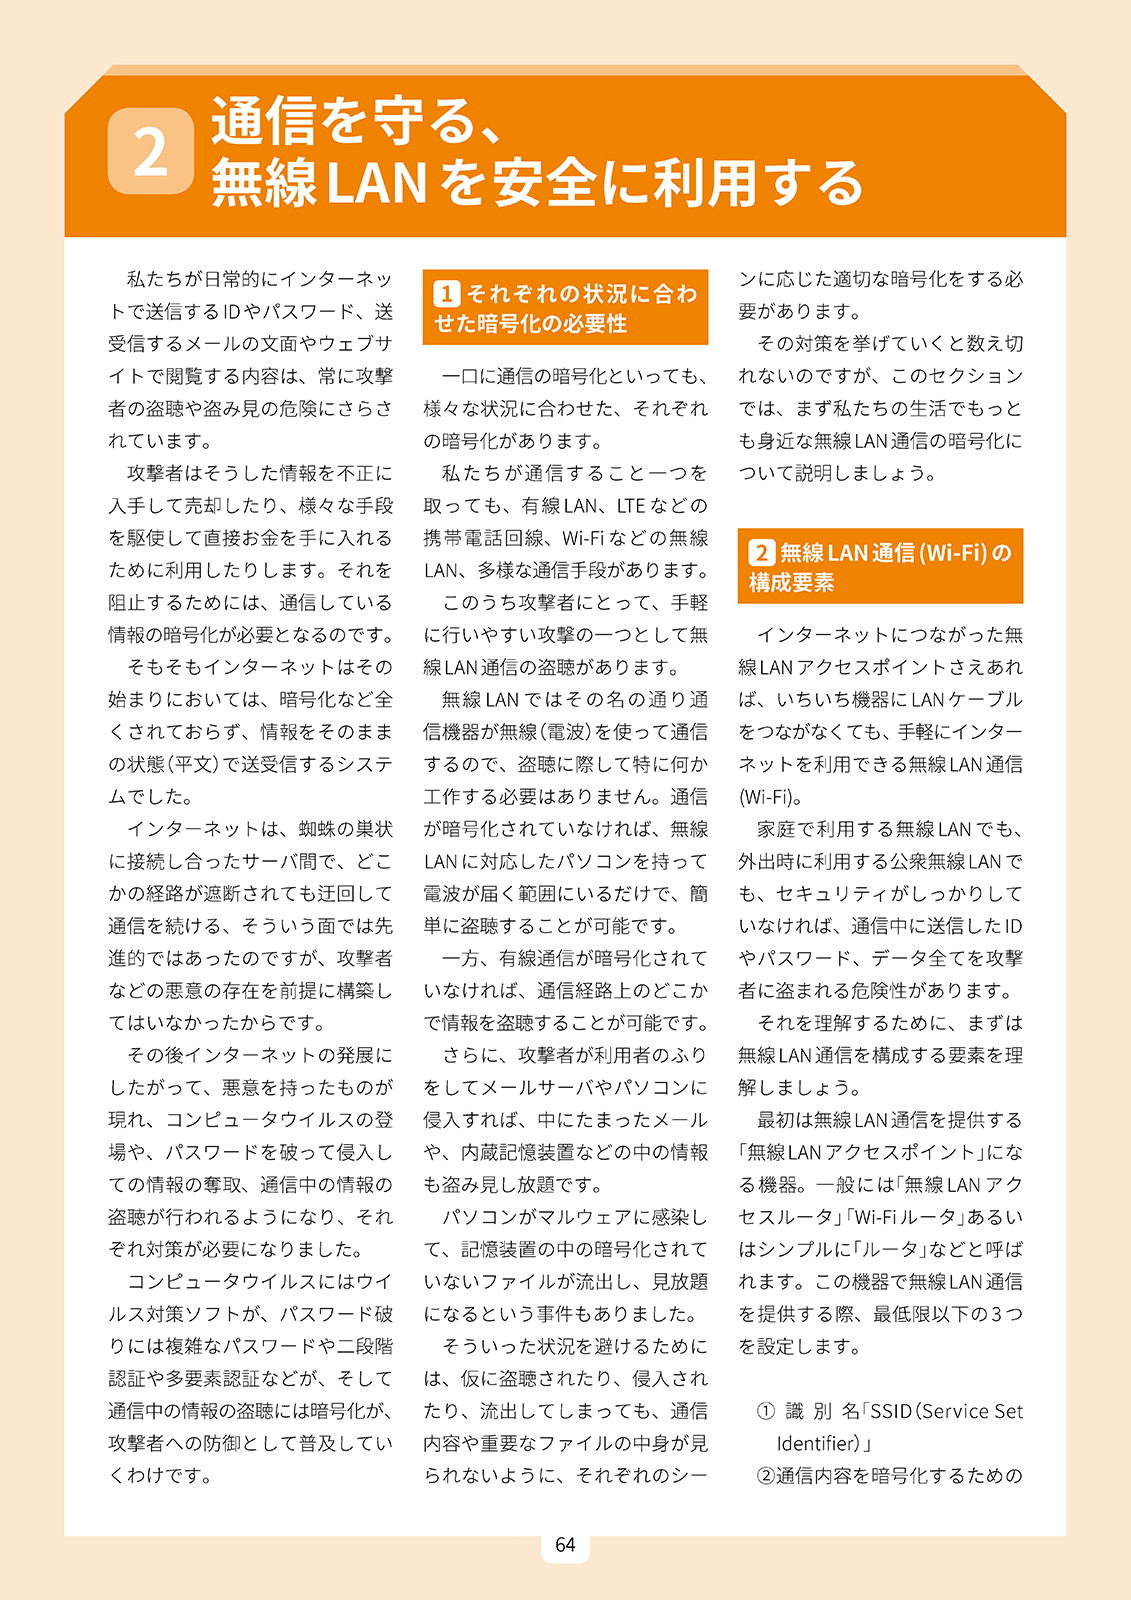 2
通信を守る、
無線LANを安全に利用する
私たちが日常的にインターネッ
トで送信するIDやパスワード、送
受信するメールの文面やウェブサ
イトで閲覧する内容は、常に攻撃
者の盗聴や盗み見の危険にさらさ
れています。
攻撃者はそうした情報を不正に
入手して売却したり、様々な手段
を駆使して直接お金を手に入れる
ために利用したりします。それを
阻止するためには、通信している
情報の暗号化が必要となるのです。
そもそもインターネットはその
始まりにおいては、暗号化など全
くされておらず、情報をそのまま
の状態（平文）で送受信するシステ
ムでした。
インターネットは、蜘蛛の巣状
に接続し合ったサーバ間で、どこ
かの経路が遮断されても迂回して
通信を続ける、そういう面では先
進的ではあったのですが、攻撃者
などの悪意の存在を前提に構築し
てはいなかったからです。
その後インターネットの発展に
したがって、悪意を持ったものが
現れ、コンピュータウイルスの登
場や、パスワードを破って侵入し
ての情報の奪取、通信中の情報の
盗聴が行われるようになり、それ
ぞれ対策が必要になりました。
コンピュータウイルスにはウイ
ルス対策ソフトが、パスワード破
りには複雑なパスワードや二段階
認証や多要素認証などが、そして
通信中の情報の盗聴には暗号化が、
攻撃者への防御として普及してい
くわけです。
1 それぞれの状況に合わ
せた暗号化の必要性
一口に通信の暗号化といっても、
様々な状況に合わせた、それぞれ
の暗号化があります。
私たちが通信すること一つを
取っても、有線LAN、LTEなどの
携帯電話回線、Wi-Fiなどの無線
LAN、多様な通信手段があります。
このうち攻撃者にとって、手軽
に行いやすい攻撃の一つとして無
線LAN通信の盗聴があります。
無線LANではその名の通り通
信機器が無線（電波）を使って通信
するので、盗聴に際して特に何か
工作する必要はありません。通信
が暗号化されていなければ、無線
LANに対応したパソコンを持って
電波が届く範囲にいるだけで、簡
単に盗聴することが可能です。
一方、有線通信が暗号化されて
いなければ、通信経路上のどこか
で情報を盗聴することが可能です。
さらに、攻撃者が利用者のふり
をしてメールサーバやパソコンに
侵入すれば、中にたまったメール
や、内蔵記憶装置などの中の情報
も盗み見し放題です。
パソコンがマルウェアに感染し
て、記憶装置の中の暗号化されて
いないファイルが流出し、見放題
になるという事件もありました。
そういった状況を避けるために
は、仮に盗聴されたり、侵入され
たり、流出してしまっても、通信
内容や重要なファイルの中身が見
られないように、それぞれのシー
ンに応じた適切な暗号化をする必
要があります。
その対策を挙げていくと数え切
れないのですが、このセクション
では、まず私たちの生活でもっと
も身近な無線LAN通信の暗号化に
ついて説明しましょう。
2 無線LAN通信(Wi-Fi)の
構成要素
インターネットにつながった無
線LANアクセスポイントさえあれ
ば、いちいち機器にLANケーブル
をつながなくても、手軽にインター
ネットを利用できる無線LAN通信
(Wi-Fi)。
家庭で利用する無線LANでも、
外出時に利用する公衆無線LANで
も、セキュリティがしっかりして
いなければ、通信中に送信したID
やパスワード、データ全てを攻撃
者に盗まれる危険性があります。
それを理解するために、まずは
無線LAN通信を構成する要素を理
解しましょう。
最初は無線LAN通信を提供する
「無線LANアクセスポイント」にな
る機器。一般には「無線LANアク
セスルータ」「Wi-Fiルータ」あるい
はシンプルに「ルータ」などと呼ば
れます。この機器で無線LAN通信
を提供する際、最低限以下の3つ
を設定します。
① 識別名「SSID（Service Set
Identifier）」
②通信内容を暗号化するための
64